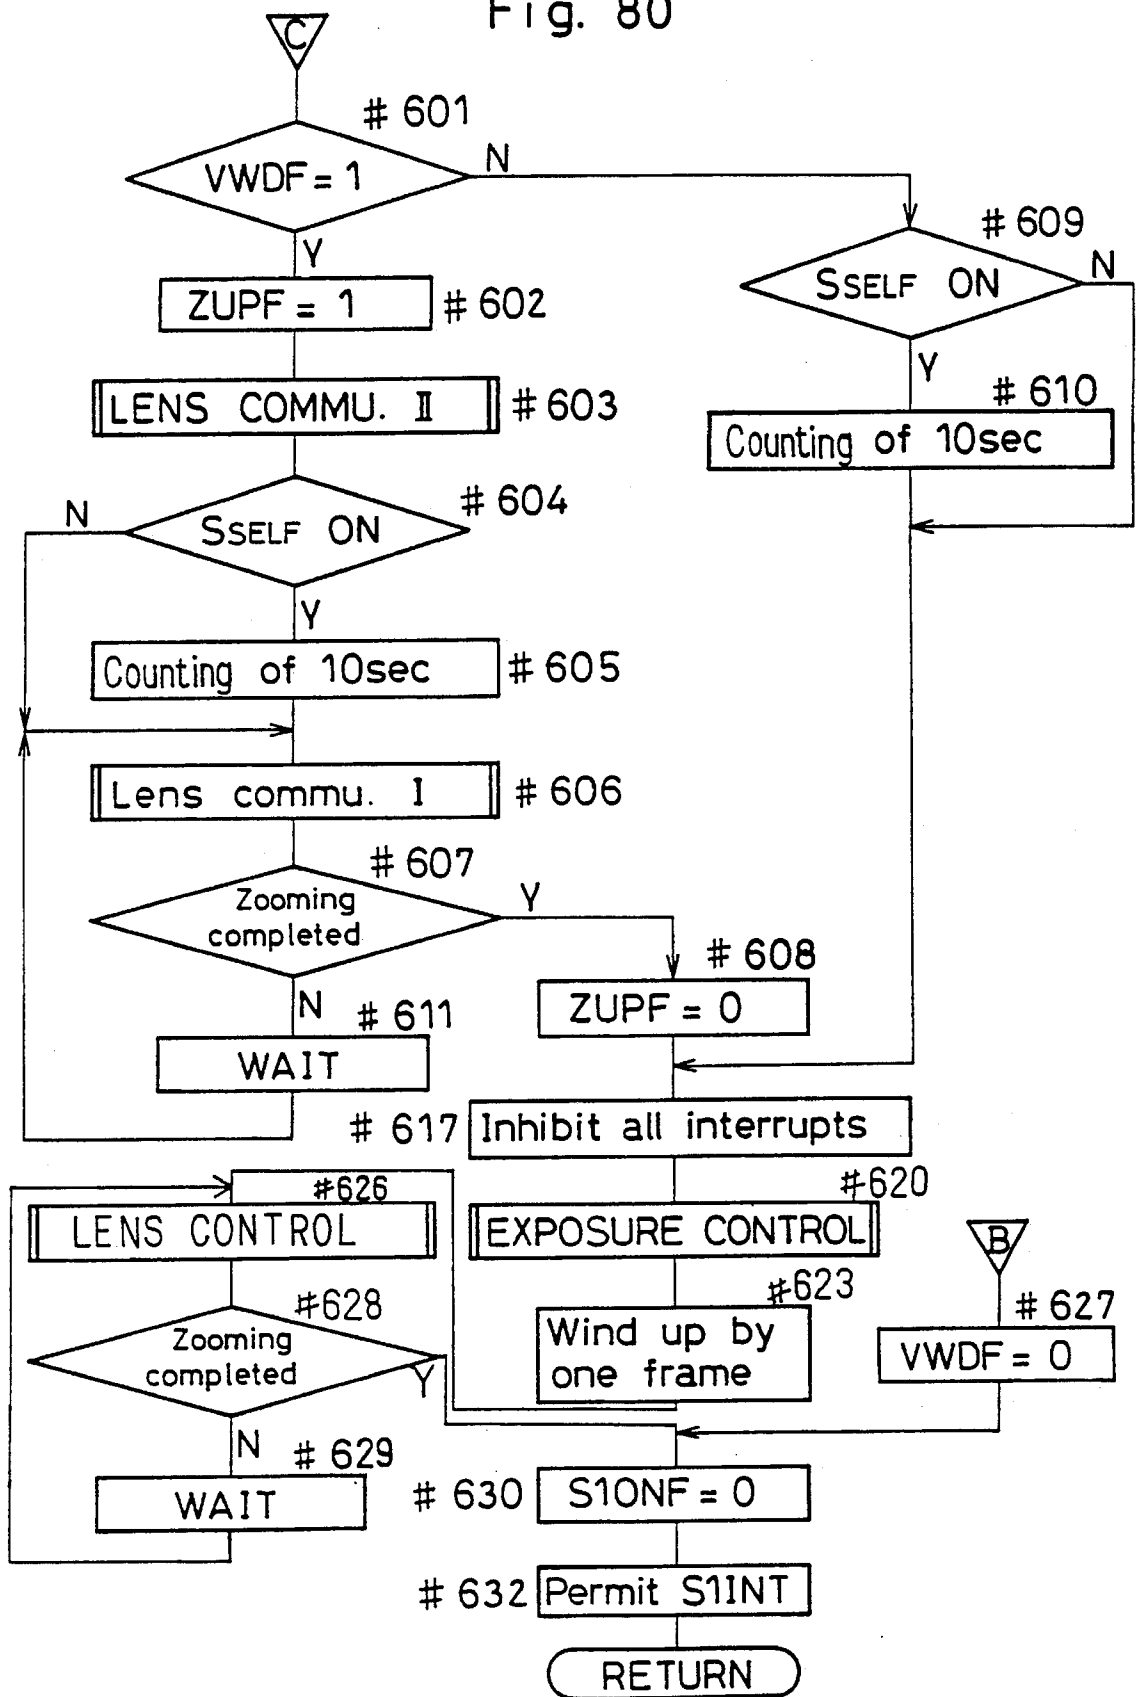 Fig. 80
C
# 601
VWDF = 1
N
Y
# 609
SSELF ON
N
Y
ZUPF = 1
# 602
# 610
Counting of 10sec
LENS COMMU. II
# 603
# 604
SSELF ON
N
Y
Counting of 10sec
# 605
Lens commu. I
# 606
# 607
Zooming
completed
Y
N
# 608
ZUPF = 0
# 611
WAIT
# 617
Inhibit all interrupts
#626
LENS CONTROL
#620
EXPOSURE CONTROL
B
#628
Zooming
completed
Y
N
#623
Wind up by
one frame
# 627
VWDF = 0
# 629
WAIT
# 630
S1ONF = 0
# 632
Permit S1INT
RETURN